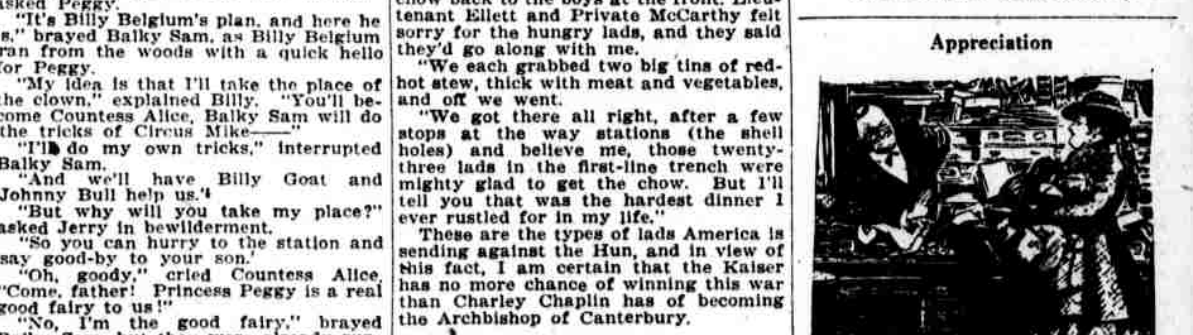 asked Peggy.
"It's Billy Belgium's plan, and here he
s," brayed Balky Sam, as Billy Belgium
ran from the woods with a quick hello
for Peggy.
"My idea is that I'll take the place of
the clown," explained Billy. "You'll be-
come Countess Alice, Balky Sam will do
the tricks of Circus Mike——"
"I'll do my own tricks," interrupted
Balky Sam.
"And we'll have Billy Goat and
Johnny Bull help us."
"But why will you take my place?"
asked Jerry in bewilderment.
"So you can hurry to the station and
say good-by to your son.'
"Oh, goody," cried Countess Alice.
"Come, father! Princess Peggy is a real
good fairy to us!"
"No, I'm the good fairy," brayed
chow back to the boys at the front. Lieu-
tenant Ellett and Private McCarthy felt
sorry for the hungry lads, and they said
they'd go along with me.
"We each grabbed two big tins of red-
hot stew, thick with meat and vegetables,
and off we went.
"We got there all right, after a few
stops at the way stations (the shell
holes) and believe me, those twenty-
three lads in the first-line trench were
mighty glad to get the chow. But I'll
tell you that was the hardest dinner I
ever rustled for in my life."
These are the types of lads America is
sending against the Hun, and in view of
this fact, I am certain that the Kaiser
has no more chance of winning this war
than Charley Chaplin has of becoming
the Archbishop of Canterbury.
Appreciation